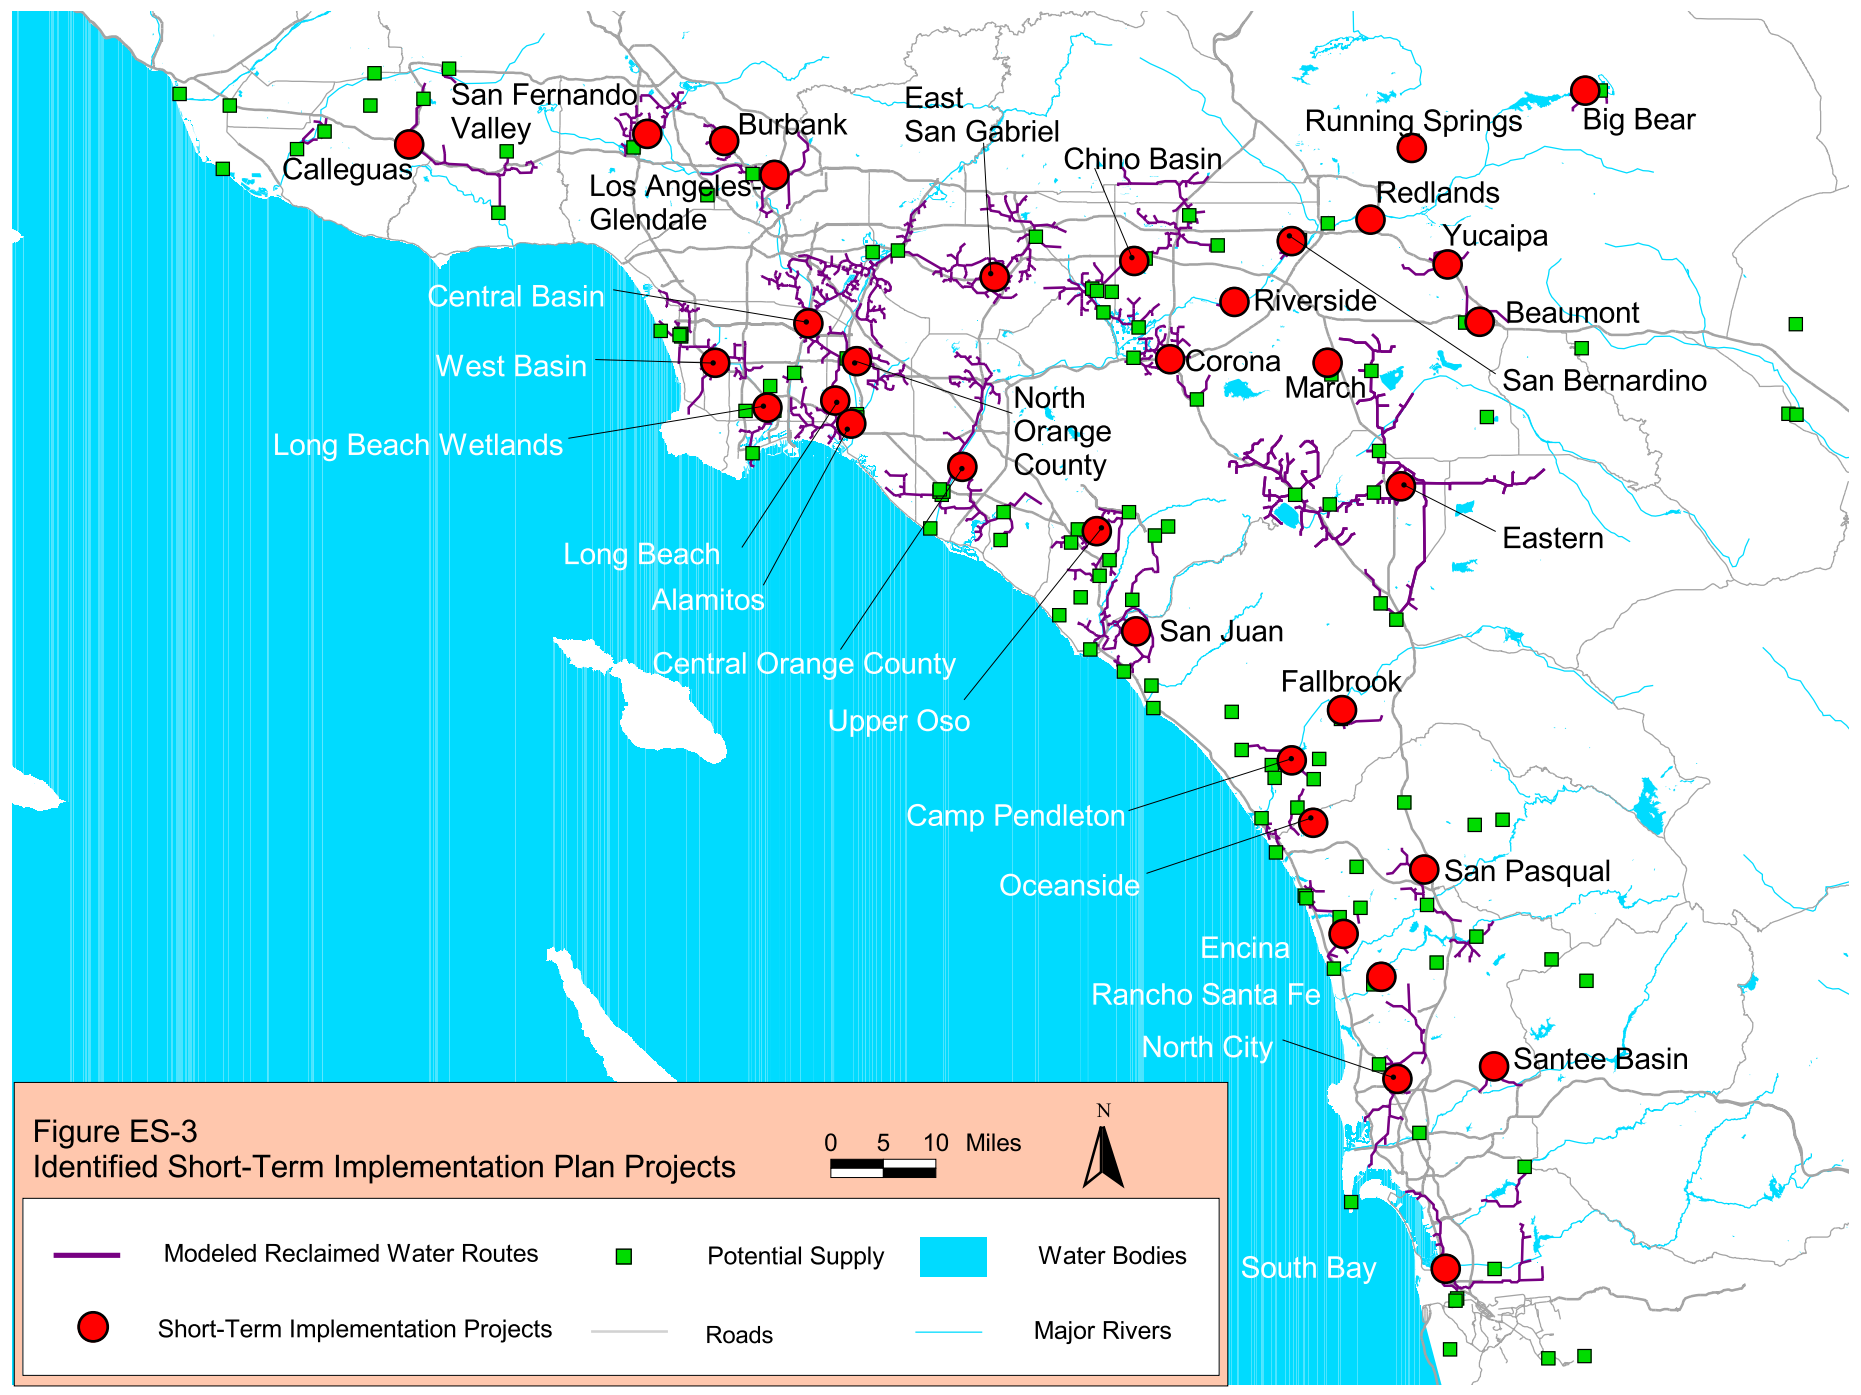 San Fernando
Valley
Calleguas
Burbank
Los Angeles-
Glendale
East
San Gabriel
Chino Basin
Running Springs
Big Bear
Redlands
Yucaipa
Central Basin
Riverside
Beaumont
West Basin
Corona
March
San Bernardino
North
Orange
County
Long Beach Wetlands
Eastern
Long Beach
Alamitos
San Juan
Central Orange County
Fallbrook
Upper Oso
Camp Pendleton
Oceanside
San Pasqual
Encina
Rancho Santa Fe
North City
Santee Basin
South Bay
Figure ES-3
Identified Short-Term Implementation Plan Projects
0 5 10 Miles
N
Modeled Reclaimed Water Routes
Potential Supply
Water Bodies
Short-Term Implementation Projects
Roads
Major Rivers